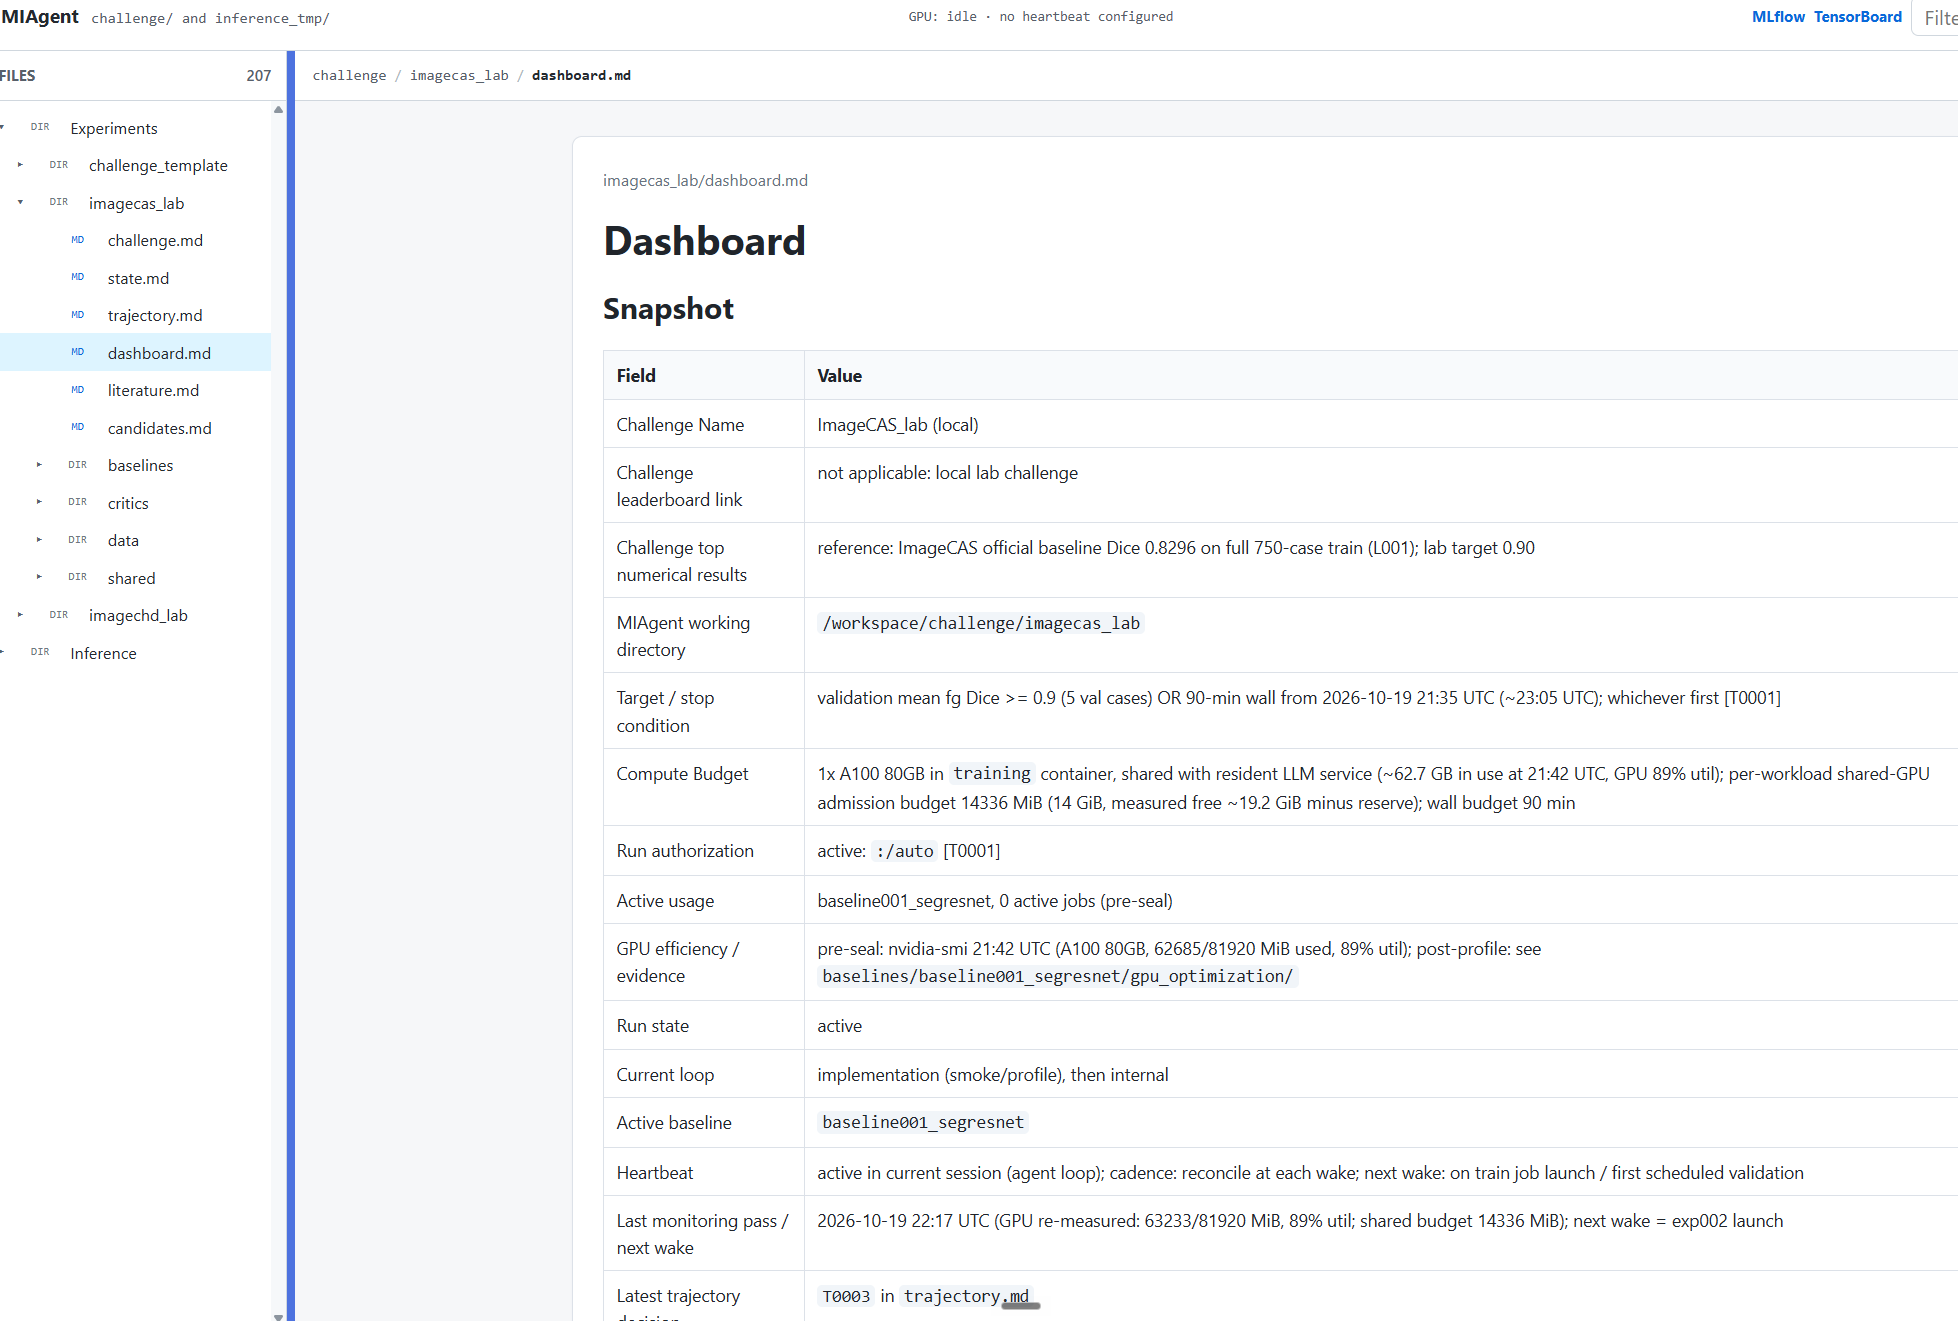 MIAgent challenge/ and inference_tmp/
GPU: idle · no heartbeat configured
MLflow TensorBoard
FILES 207
challenge / imagecas_lab / dashboard.md
DIR Experiments
DIR challenge_template
DIR imagecas_lab
MD challenge.md
MD state.md
MD trajectory.md
MD dashboard.md
MD literature.md
MD candidates.md
DIR baselines
DIR critics
DIR data
DIR shared
DIR imagechd_lab
DIR Inference
imagecas_lab/dashboard.md
Dashboard
Snapshot
Field Value
Challenge Name ImageCAS_lab (local)
Challenge leaderboard link not applicable: local lab challenge
Challenge top numerical results reference: ImageCAS official baseline Dice 0.8296 on full 750-case train (L001); lab target 0.90
MIAgent working directory /workspace/challenge/imagecas_lab
Target / stop condition validation mean fg Dice >= 0.9 (5 val cases) OR 90-min wall from 2026-10-19 21:35 UTC (~23:05 UTC); whichever first [T0001]
Compute Budget 1x A100 80GB in training container, shared with resident LLM service (~62.7 GB in use at 21:42 UTC, GPU 89% util); per-workload shared-GPU
admission budget 14336 MiB (14 GiB, measured free ~19.2 GiB minus reserve); wall budget 90 min
Run authorization active: :/auto [T0001]
Active usage baseline001_segresnet, 0 active jobs (pre-seal)
GPU efficiency / evidence pre-seal: nvidia-smi 21:42 UTC (A100 80GB, 62685/81920 MiB used, 89% util); post-profile: see
baselines/baseline001_segresnet/gpu_optimization/
Run state active
Current loop implementation (smoke/profile), then internal
Active baseline baseline001_segresnet
Heartbeat active in current session (agent loop); cadence: reconcile at each wake; next wake: on train job launch / first scheduled validation
Last monitoring pass / next wake 2026-10-19 22:17 UTC (GPU re-measured: 63233/81920 MiB, 89% util; shared budget 14336 MiB); next wake = exp002 launch
Latest trajectory T0003 in trajectory.md